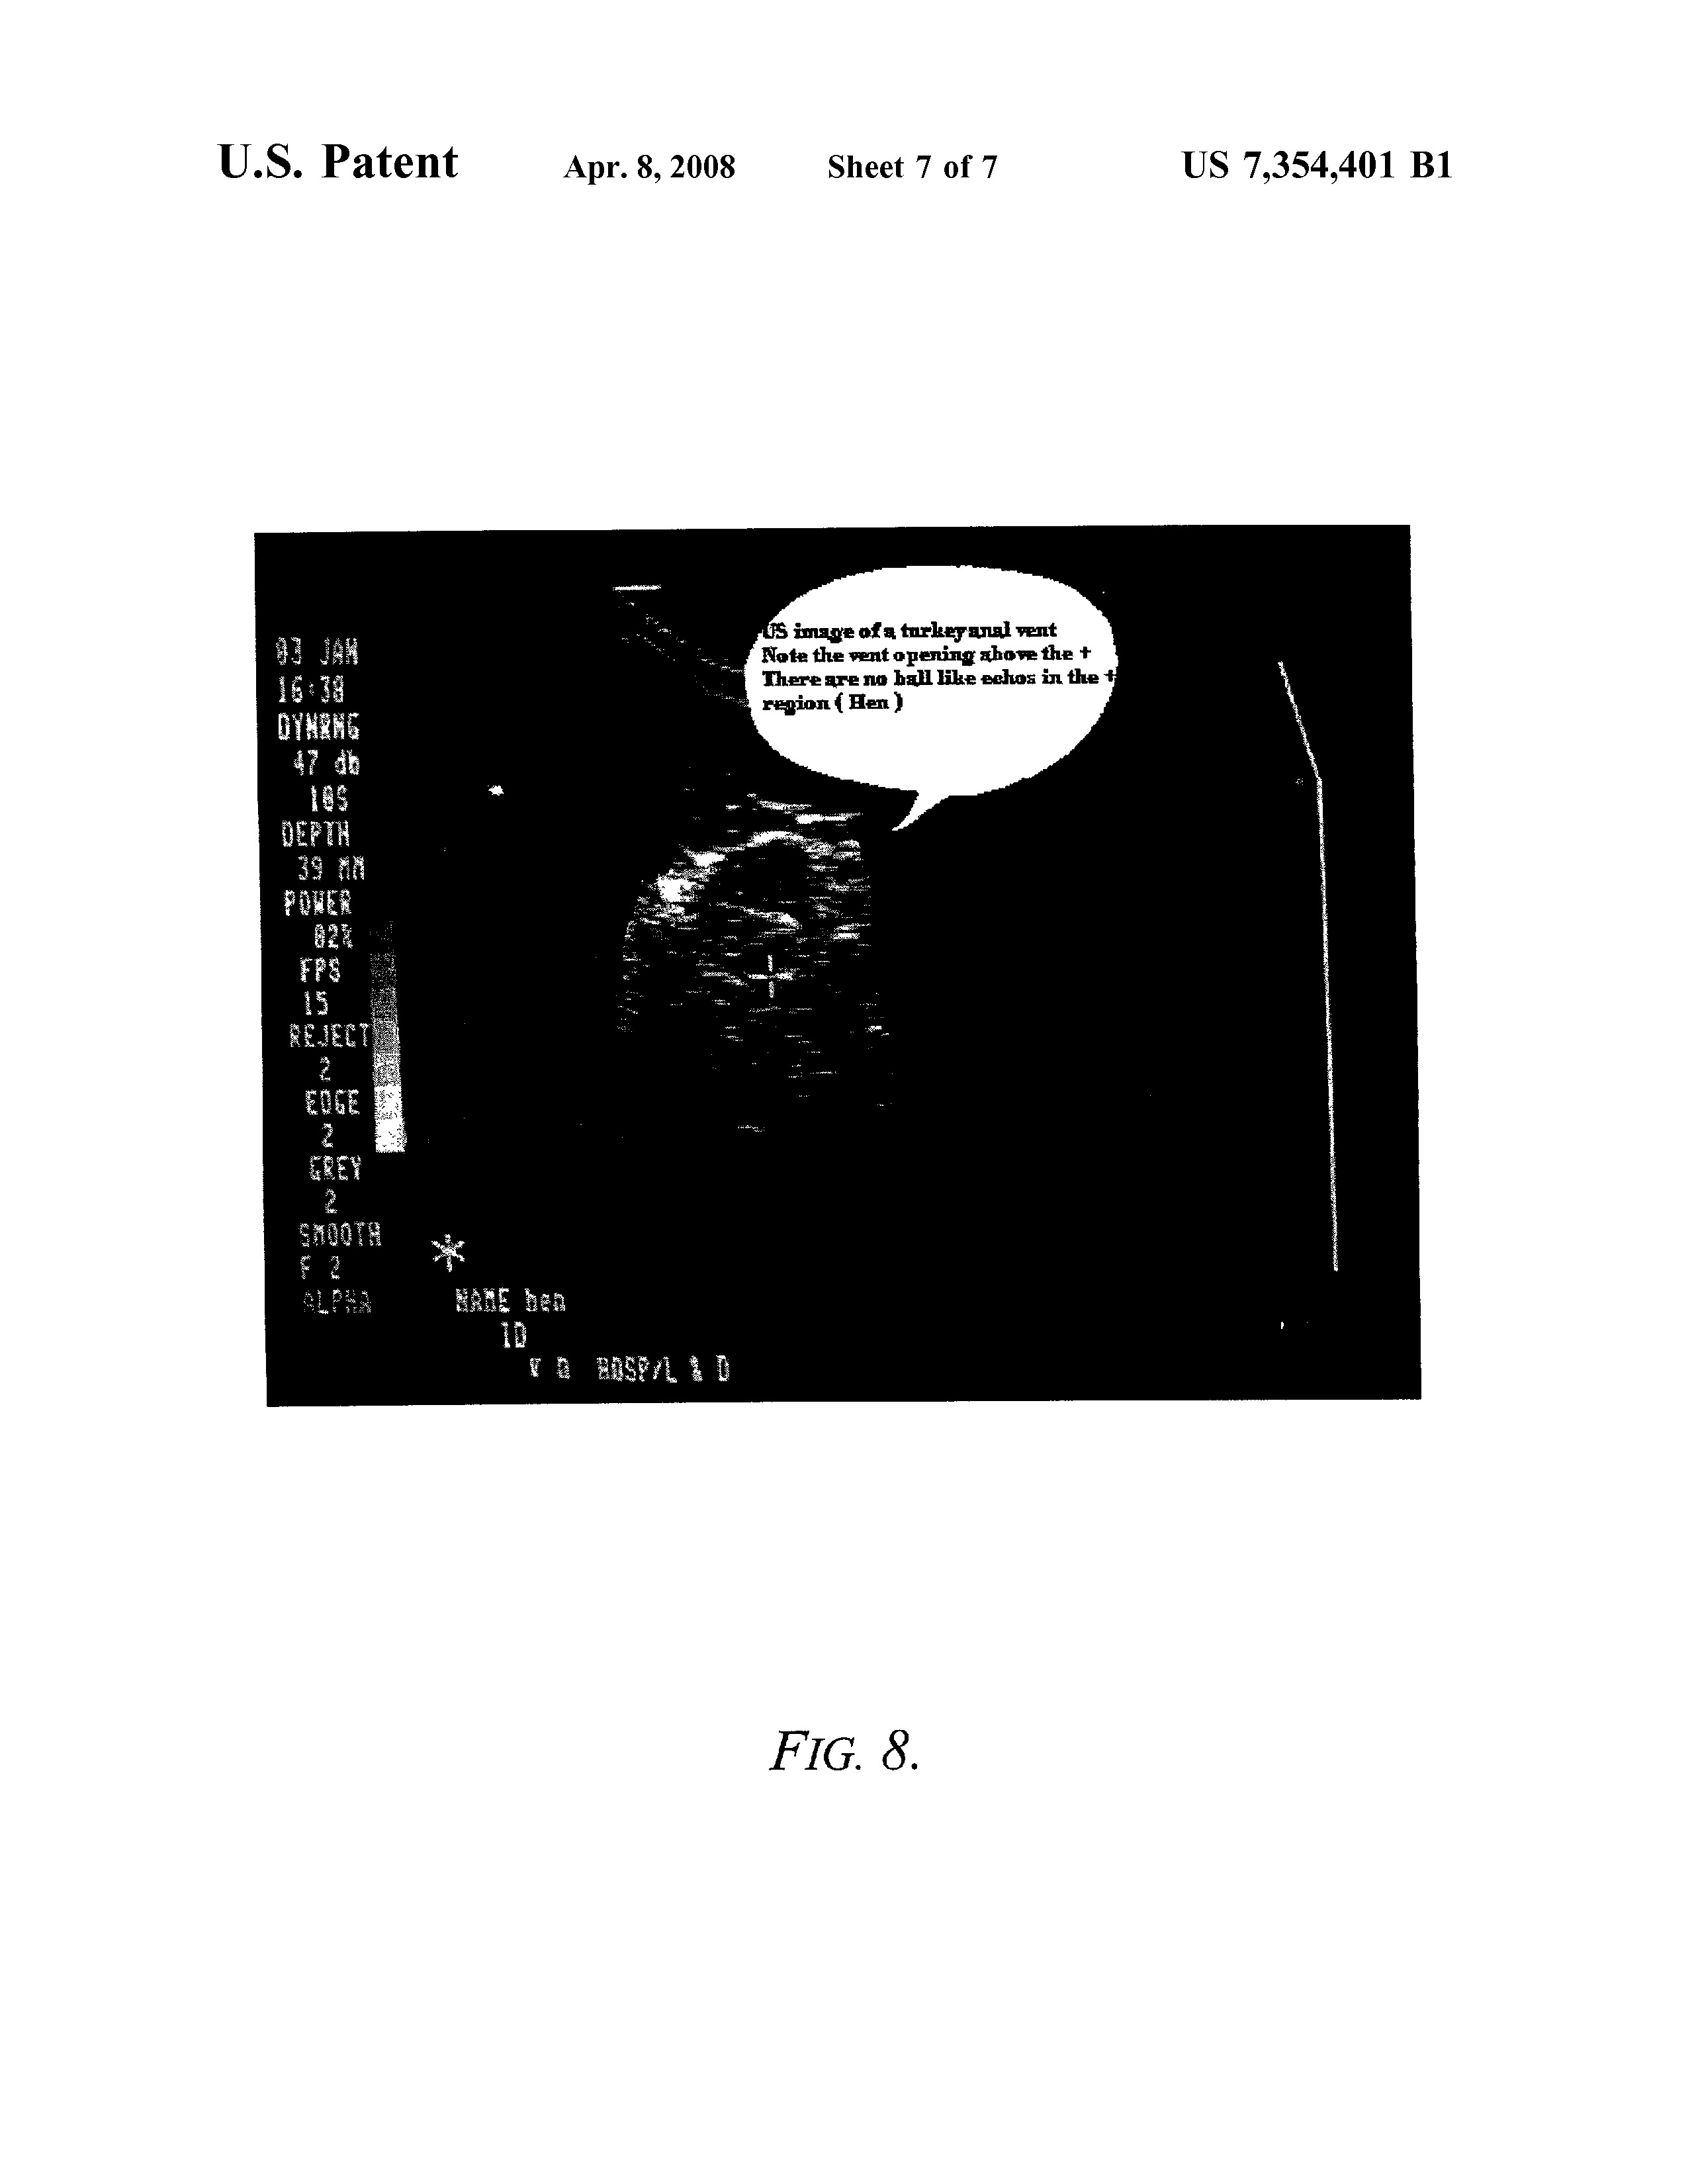 U.S. Patent Apr. 8, 2008 Sheet 7 of 7 US 7,354,401 B1
US image of a turkey anal vent
Note the vent opening above the +
There are no ball like echos in the +
region ( Hen )
03 JAN
16:38
DYNRNG
47 db
10S
DEPTH
39 MM
POWER
82%
FPS
15
REJECT
2
EDGE
2
GREY
2
SMOOTH
F 2
ALPHA
NAME hen
ID
HOSP/L & D
FIG. 8.